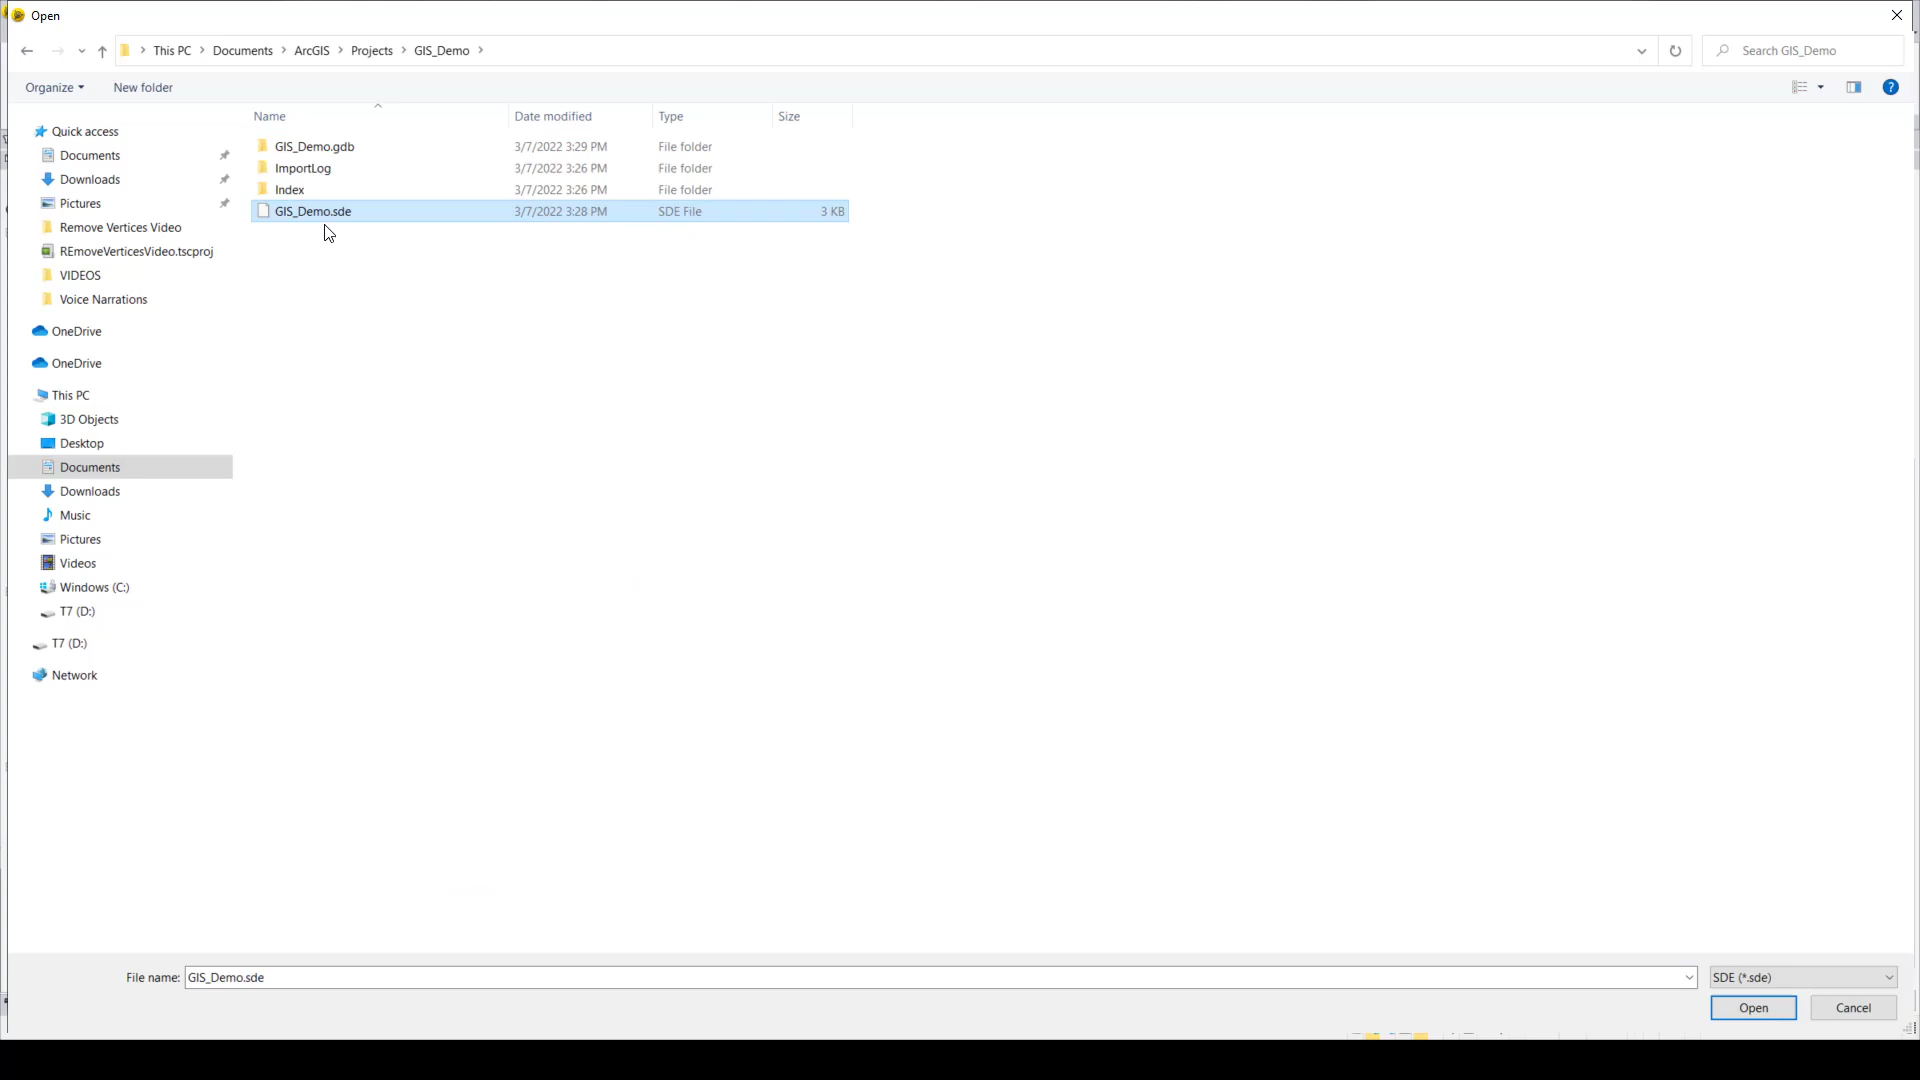 Open
This PC > Documents > ArcGIS > Projects > GIS_Demo >
Search GIS_Demo
Organize New folder
Name Date modified Type Size
GIS_Demo.gdb 3/7/2022 3:29 PM File folder
ImportLog 3/7/2022 3:26 PM File folder
Index 3/7/2022 3:26 PM File folder
GIS_Demo.sde 3/7/2022 3:28 PM SDE File 3 KB
Quick access
Documents
Downloads
Pictures
Remove Vertices Video
REmoveVerticesVideo.tscproj
VIDEOS
Voice Narrations
OneDrive
OneDrive
This PC
3D Objects
Desktop
Documents
Downloads
Music
Pictures
Videos
Windows (C:)
T7 (D:)
T7 (D:)
Network
File name: GIS_Demo.sde SDE (*.sde)
Open Cancel